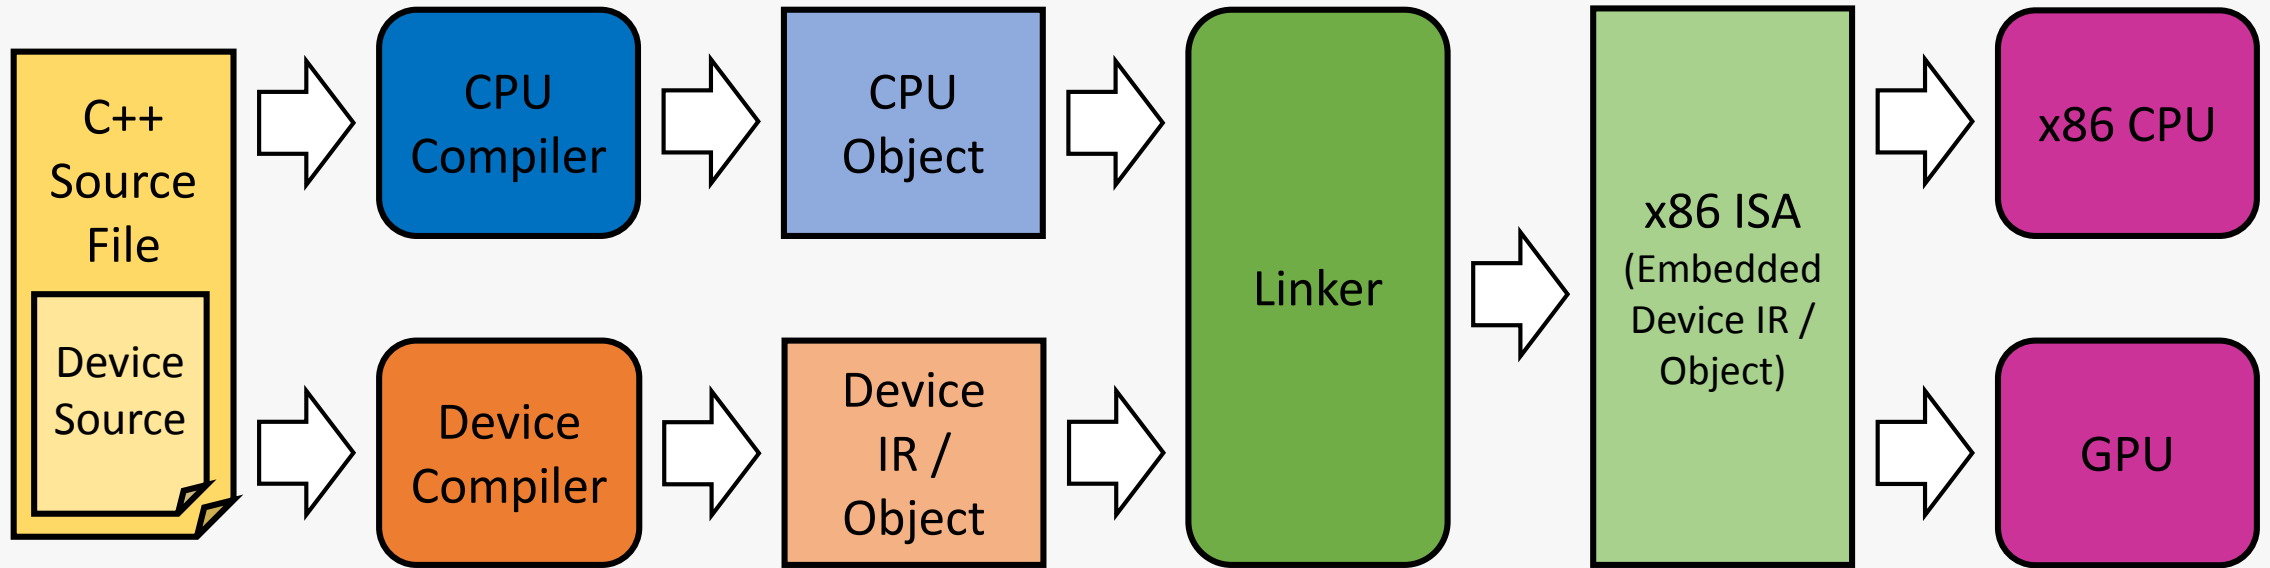 C++
Source
File
Device
Source
CPU
Compiler
Device
Compiler
CPU
Object
Device
IR /
Object
Linker
x86 ISA
(Embedded
Device IR /
Object)
x86 CPU
GPU